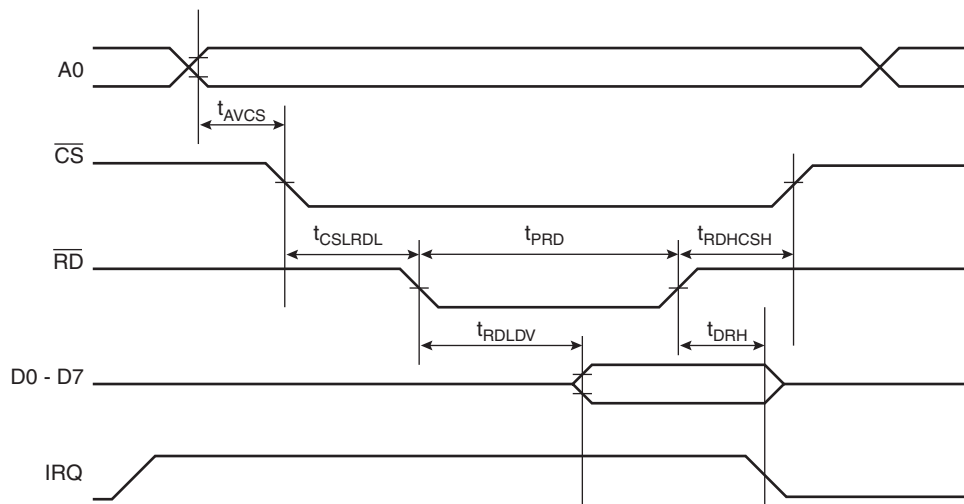 A0
tAVCS
CS
tCSLRDL tPRD tRDHCSH
RD
tRDLDV tDRH
D0 - D7
IRQ